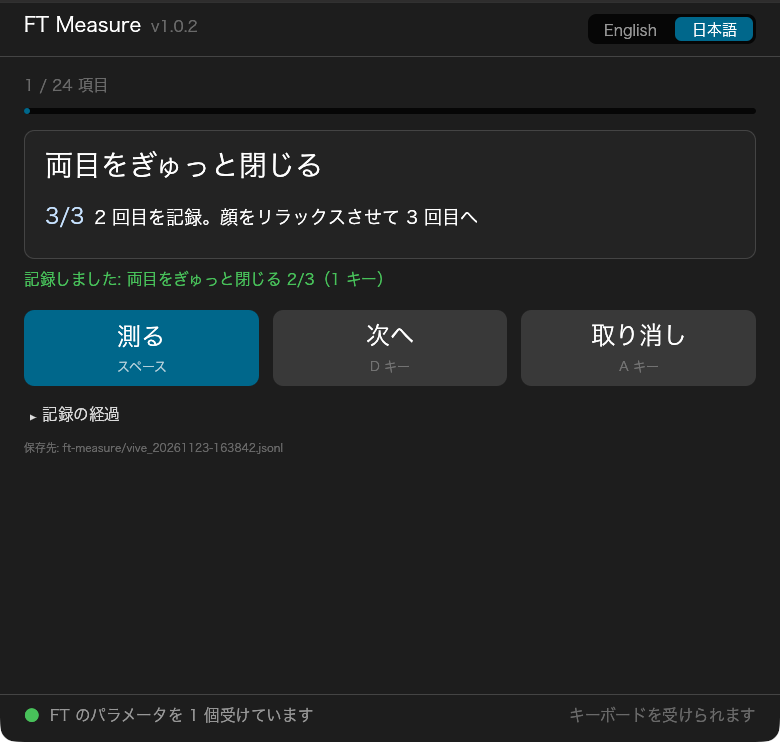 FT Measure v1.0.2
English 日本語
1 / 24 項目
両目をぎゅっと閉じる
3/3 2 回目を記録。顔をリラックスさせて 3 回目へ
記録しました: 両目をぎゅっと閉じる 2/3（1 キー）
測る
スペース
次へ
D キー
取り消し
A キー
▸ 記録の経過
保存先: ft-measure/vive_20261123-163842.jsonl
FT のパラメータを 1 個受けています
キーボードを受けられます